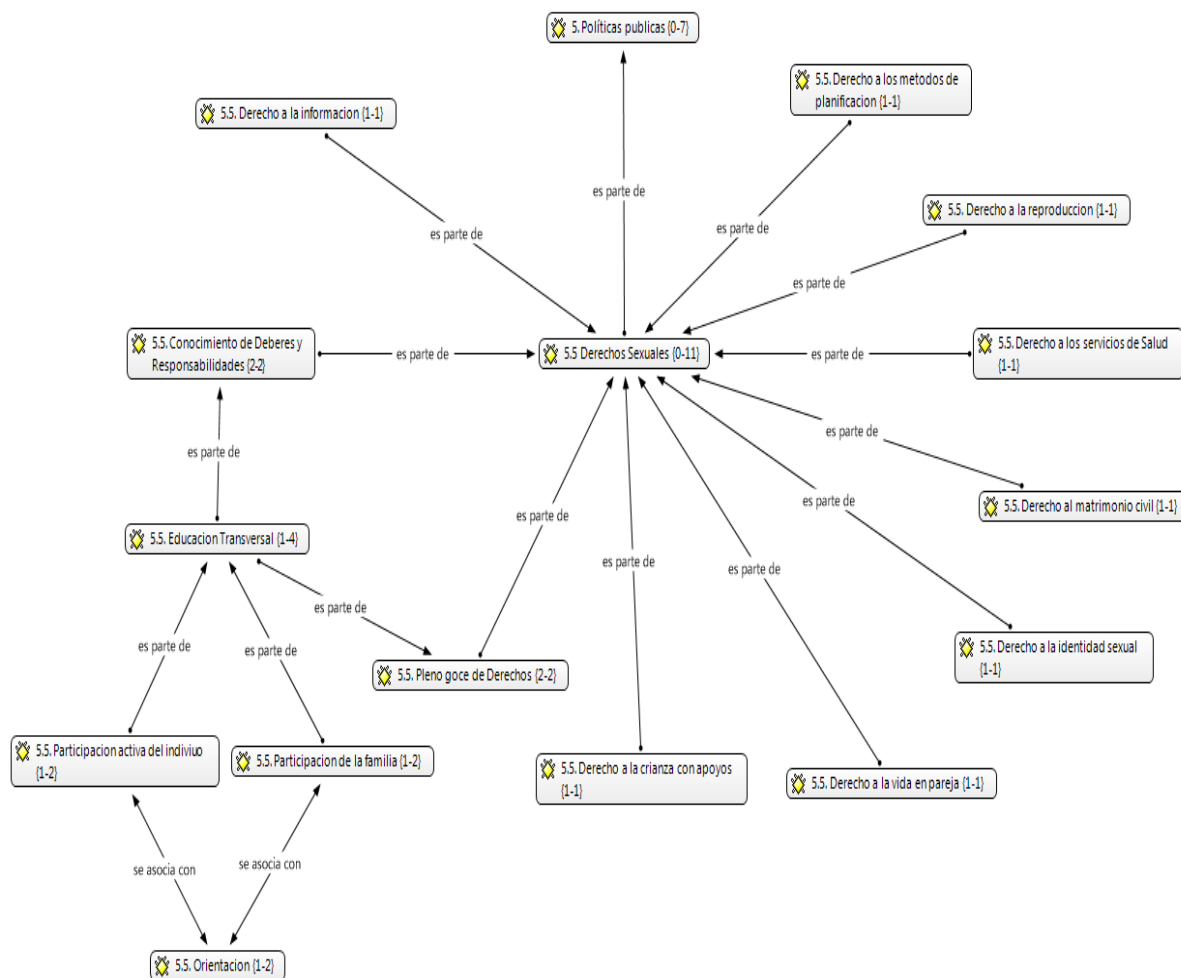 5. Políticas publicas {0-7}
5.5. Derecho a los metodos de
planificacion {1-1}
5.5. Derecho a la informacion {1-1}
es parte de
5.5. Derecho a la reproduccion {1-1}
es parte de
es parte de
es parte de
5.5. Conocimiento de Deberes y
Responsabilidades {2-2}
es parte de
5.5 Derechos Sexuales {0-11}
es parte de
5.5. Derecho a los servicios de Salud
{1-1}
es parte de
es parte de
5.5. Derecho al matrimonio civil {1-1}
es parte de
es parte de
5.5. Educacion Transversal {1-4}
es parte de
es parte de
es parte de
5.5. Derecho a la identidad sexual
{1-1}
es parte de
es parte de
5.5. Pleno goce de Derechos {2-2}
5.5. Participacion activa del indiviuo
{1-2}
5.5. Participacion de la familia {1-2}
5.5. Derecho a la crianza con apoyos
{1-1}
5.5. Derecho a la vida en pareja {1-1}
se asocia con
se asocia con
5.5. Orientacion {1-2}